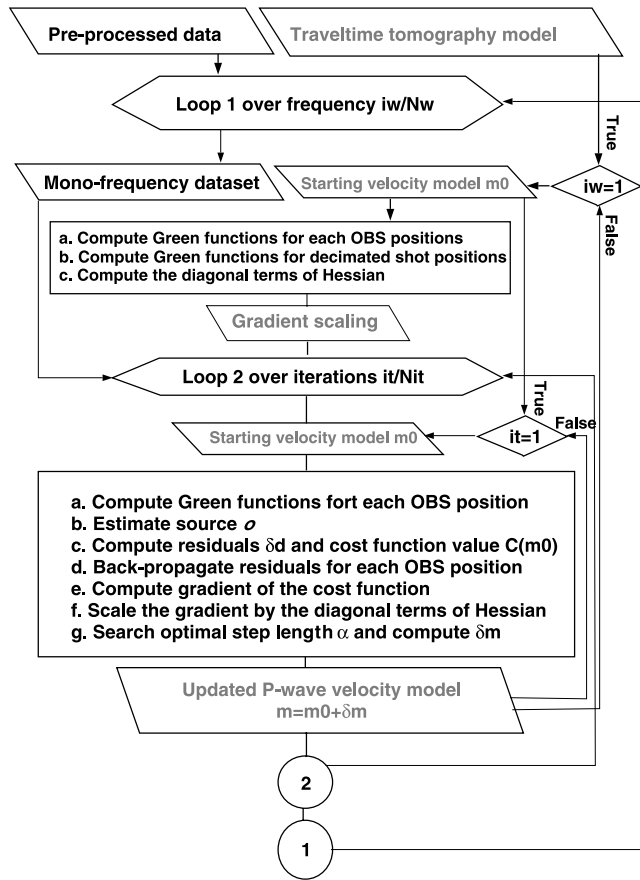 Pre-processed data
Traveltime tomography model
Loop 1 over frequency iw/Nw
True
Mono-frequency dataset
Starting velocity model m0
iw=1
False
a. Compute Green functions for each OBS positions
b. Compute Green functions for decimated shot positions
c. Compute the diagonal terms of Hessian
Gradient scaling
Loop 2 over iterations it/Nit
True
Starting velocity model m0
it=1
False
a. Compute Green functions fort each OBS position
b. Estimate source σ
c. Compute residuals δd and cost function value C(m0)
d. Back-propagate residuals for each OBS position
e. Compute gradient of the cost function
f. Scale the gradient by the diagonal terms of Hessian
g. Search optimal step length α and compute δm
Updated P-wave velocity model
m=m0+δm
2
1